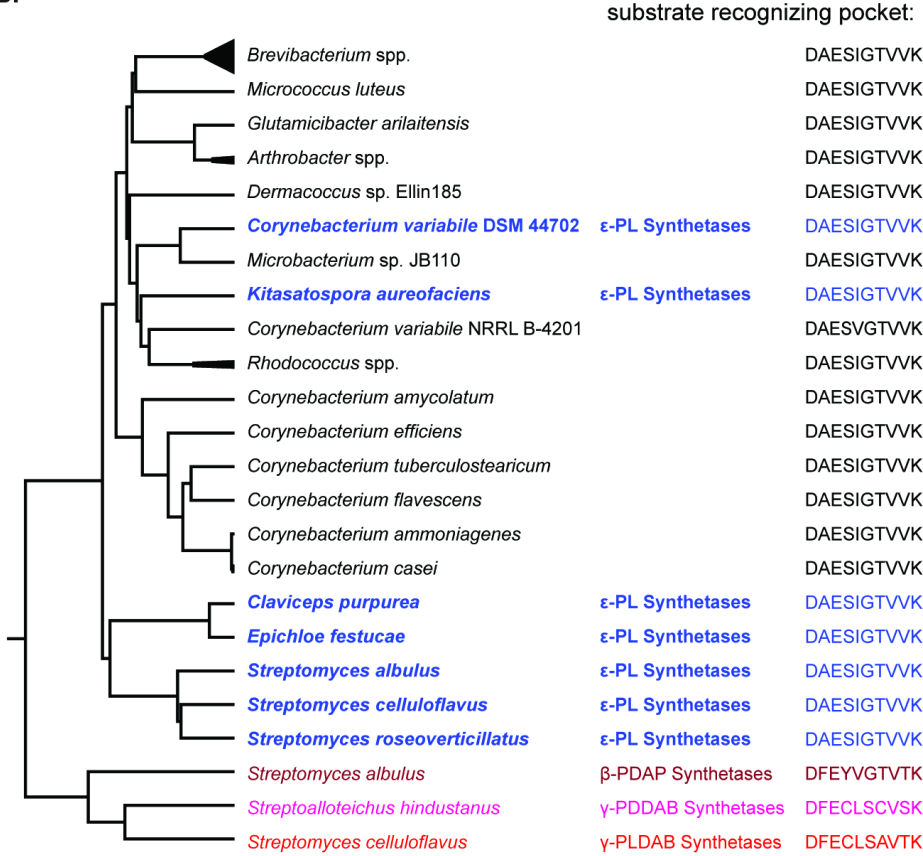 substrate recognizing pocket:
Brevibacterium spp. DAESIGTVVK
Micrococcus luteus DAESIGTVVK
Glutamicibacter arilaitensis DAESIGTVVK
Arthrobacter spp. DAESIGTVVK
Dermacoccus sp. Ellin185 DAESIGTVVK
Corynebacterium variabile DSM 44702 ε-PL Synthetases DAESIGTVVK
Microbacterium sp. JB110 DAESIGTVVK
Kitasatospora aureofaciens ε-PL Synthetases DAESIGTVVK
Corynebacterium variabile NRRL B-4201 DAESVGTVVK
Rhodococcus spp. DAESIGTVVK
Corynebacterium amycolatum DAESIGTVVK
Corynebacterium efficiens DAESIGTVVK
Corynebacterium tuberculostearicum DAESIGTVVK
Corynebacterium flavescens DAESIGTVVK
Corynebacterium ammoniagenes DAESIGTVVK
Corynebacterium casei DAESIGTVVK
Claviceps purpurea ε-PL Synthetases DAESIGTVVK
Epichloe festucae ε-PL Synthetases DAESIGTVVK
Streptomyces albulus ε-PL Synthetases DAESIGTVVK
Streptomyces celluloflavus ε-PL Synthetases DAESIGTVVK
Streptomyces roseoverticillatus ε-PL Synthetases DAESIGTVVK
Streptomyces albulus β-PDAP Synthetases DFEYVGTVTK
Streptoalloteichus hindustanus γ-PDDAB Synthetases DFECLSCVSK
Streptomyces celluloflavus γ-PLDAB Synthetases DFECLSAVTK